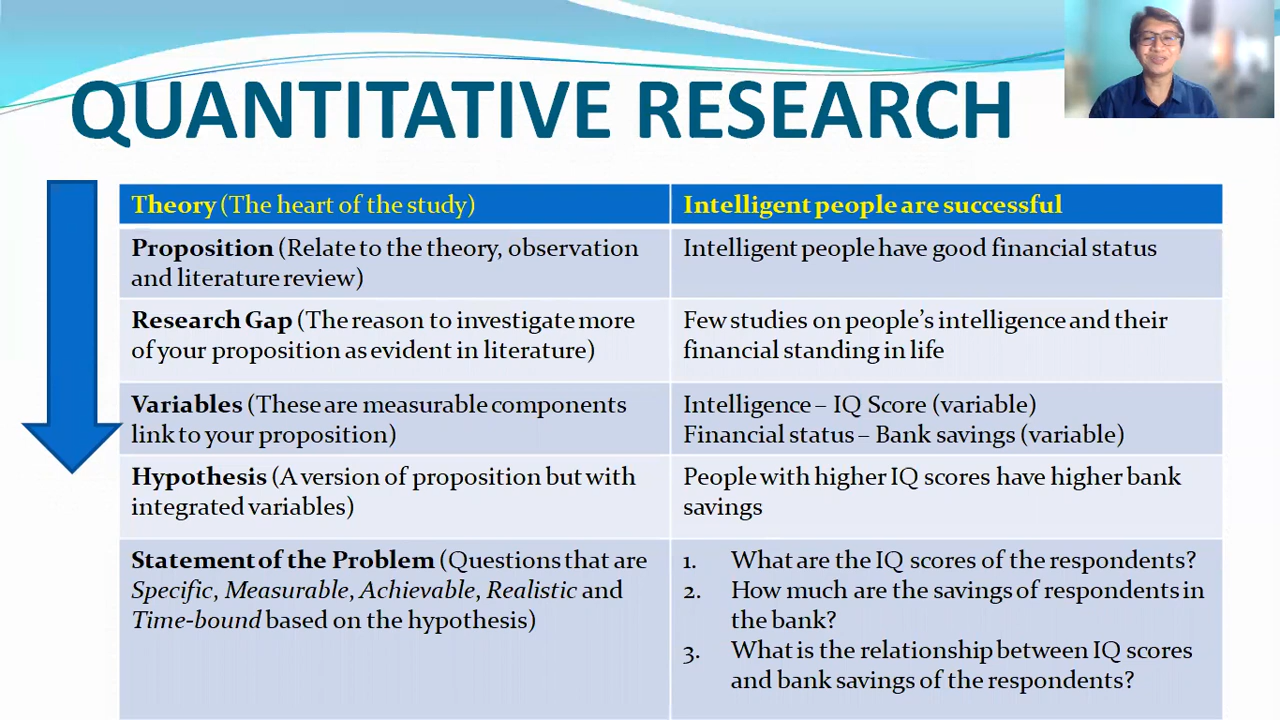 QUANTITATIVE RESEARCH
Theory (The heart of the study)
Intelligent people are successful
Proposition (Relate to the theory, observation
and literature review)
Intelligent people have good financial status
Research Gap (The reason to investigate more
of your proposition as evident in literature)
Few studies on people's intelligence and their
financial standing in life
Variables (These are measurable components
link to your proposition)
Intelligence – IQ Score (variable)
Financial status – Bank savings (variable)
Hypothesis (A version of proposition but with
integrated variables)
People with higher IQ scores have higher bank
savings
Statement of the Problem (Questions that are
Specific, Measurable, Achievable, Realistic and
Time-bound based on the hypothesis)
1. What are the IQ scores of the respondents?
2. How much are the savings of respondents in
the bank?
3. What is the relationship between IQ scores
and bank savings of the respondents?